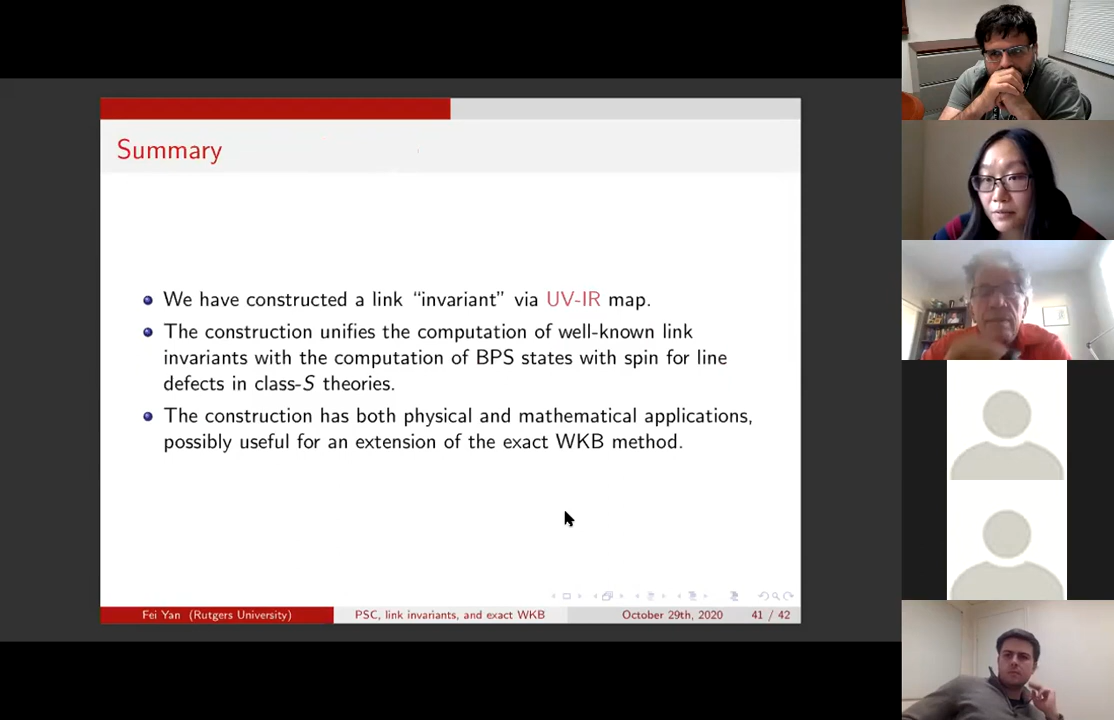 Summary
We have constructed a link “invariant” via UV-IR map.
The construction unifies the computation of well-known link
invariants with the computation of BPS states with spin for line
defects in class-S theories.
The construction has both physical and mathematical applications,
possibly useful for an extension of the exact WKB method.
Fei Yan (Rutgers University) PSC, link invariants, and exact WKB October 29th, 2020 41 / 42